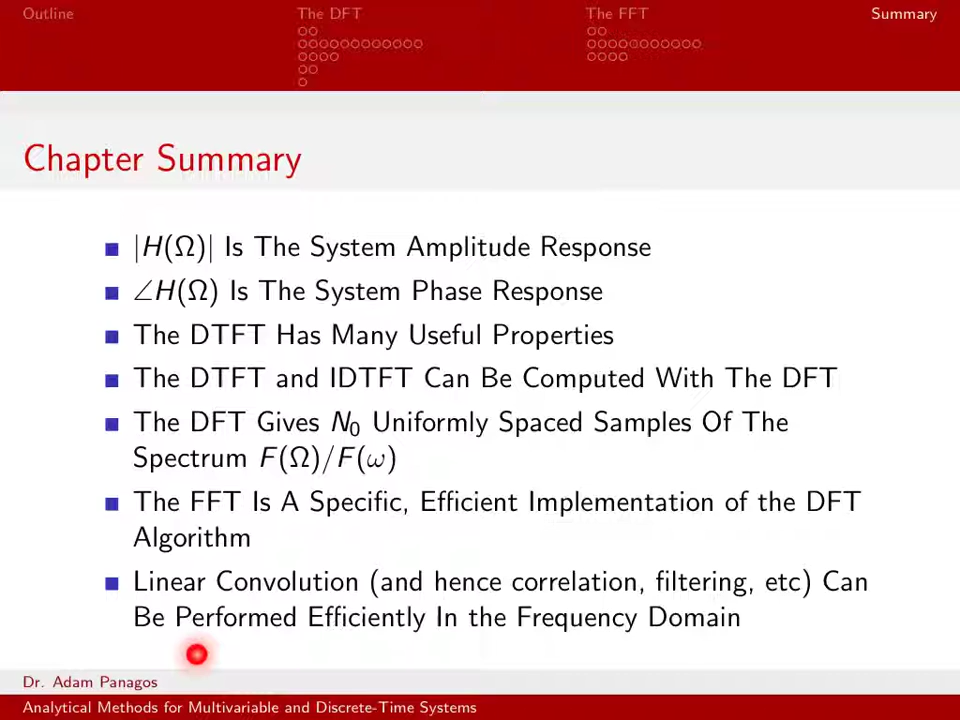 Outline
The DFT
The FFT
Summary
Chapter Summary
|H(Ω)| Is The System Amplitude Response
∠H(Ω) Is The System Phase Response
The DTFT Has Many Useful Properties
The DTFT and IDTFT Can Be Computed With The DFT
The DFT Gives N₀ Uniformly Spaced Samples Of The
Spectrum F(Ω)/F(ω)
The FFT Is A Specific, Efficient Implementation of the DFT
Algorithm
Linear Convolution (and hence correlation, filtering, etc) Can
Be Performed Efficiently In the Frequency Domain
Dr. Adam Panagos
Analytical Methods for Multivariable and Discrete-Time Systems